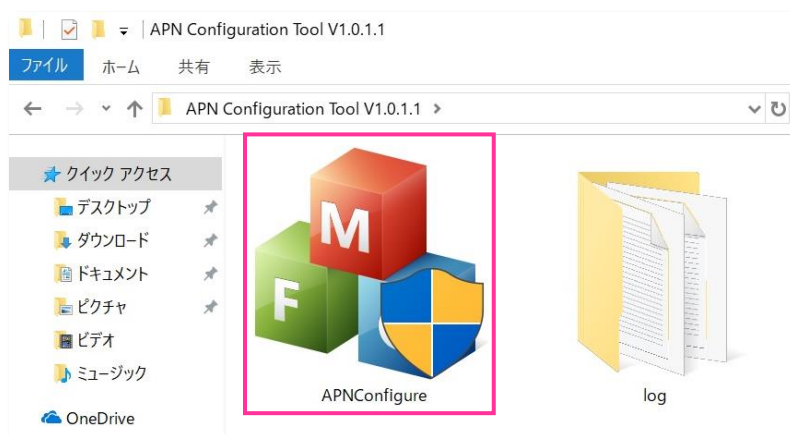 APN Configuration Tool V1.0.1.1
ファイル ホーム 共有 表示
APN Configuration Tool V1.0.1.1
クイック アクセス
デスクトップ
ダウンロード
ドキュメント
ピクチャ
ビデオ
ミュージック
OneDrive
M
F
APNConfigure
log